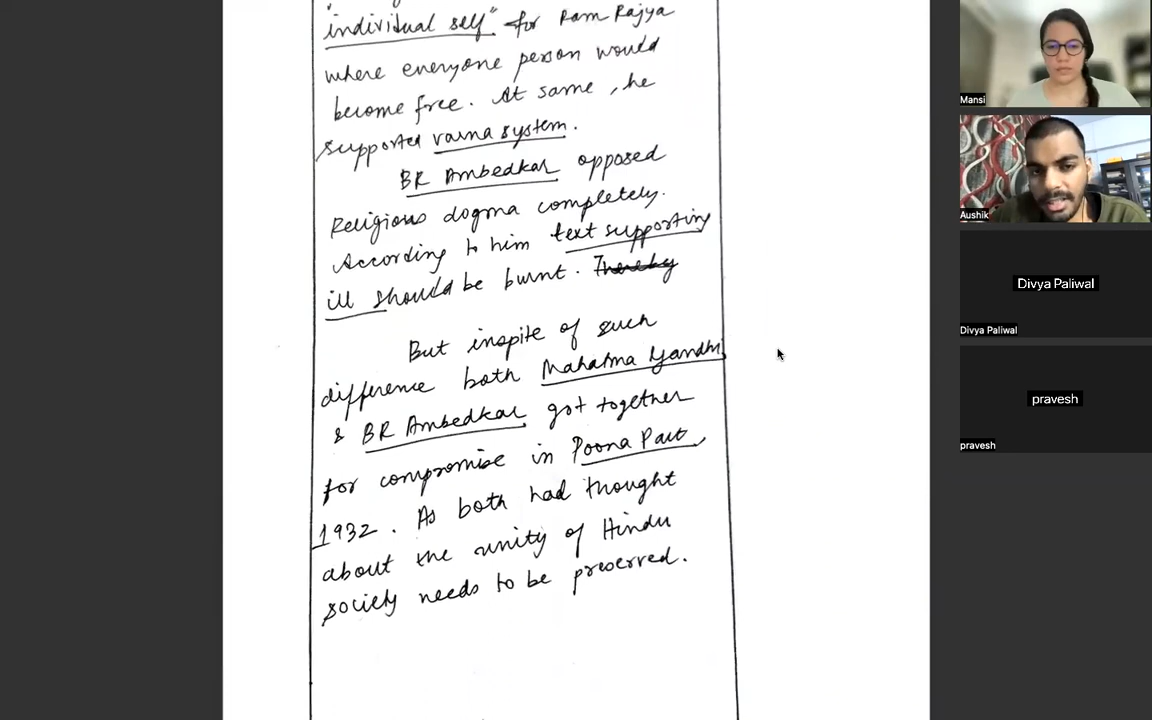 "individual self" for Ram Rajya
where everyone person would
become free. At same, he
supported varna system.
BR Ambedkar opposed
Religious dogma completely.
According to him text supporting
ill should be burnt. Thereby
But inspite of such
difference both Mahatma Gandhi
& BR Ambedkar got together
for compromise in Poona Pact,
1932. As both had thought
about the unity of Hindu
society needs to be preserved.
Mansi
Aushik
Divya Paliwal
Divya Paliwal
pravesh
pravesh